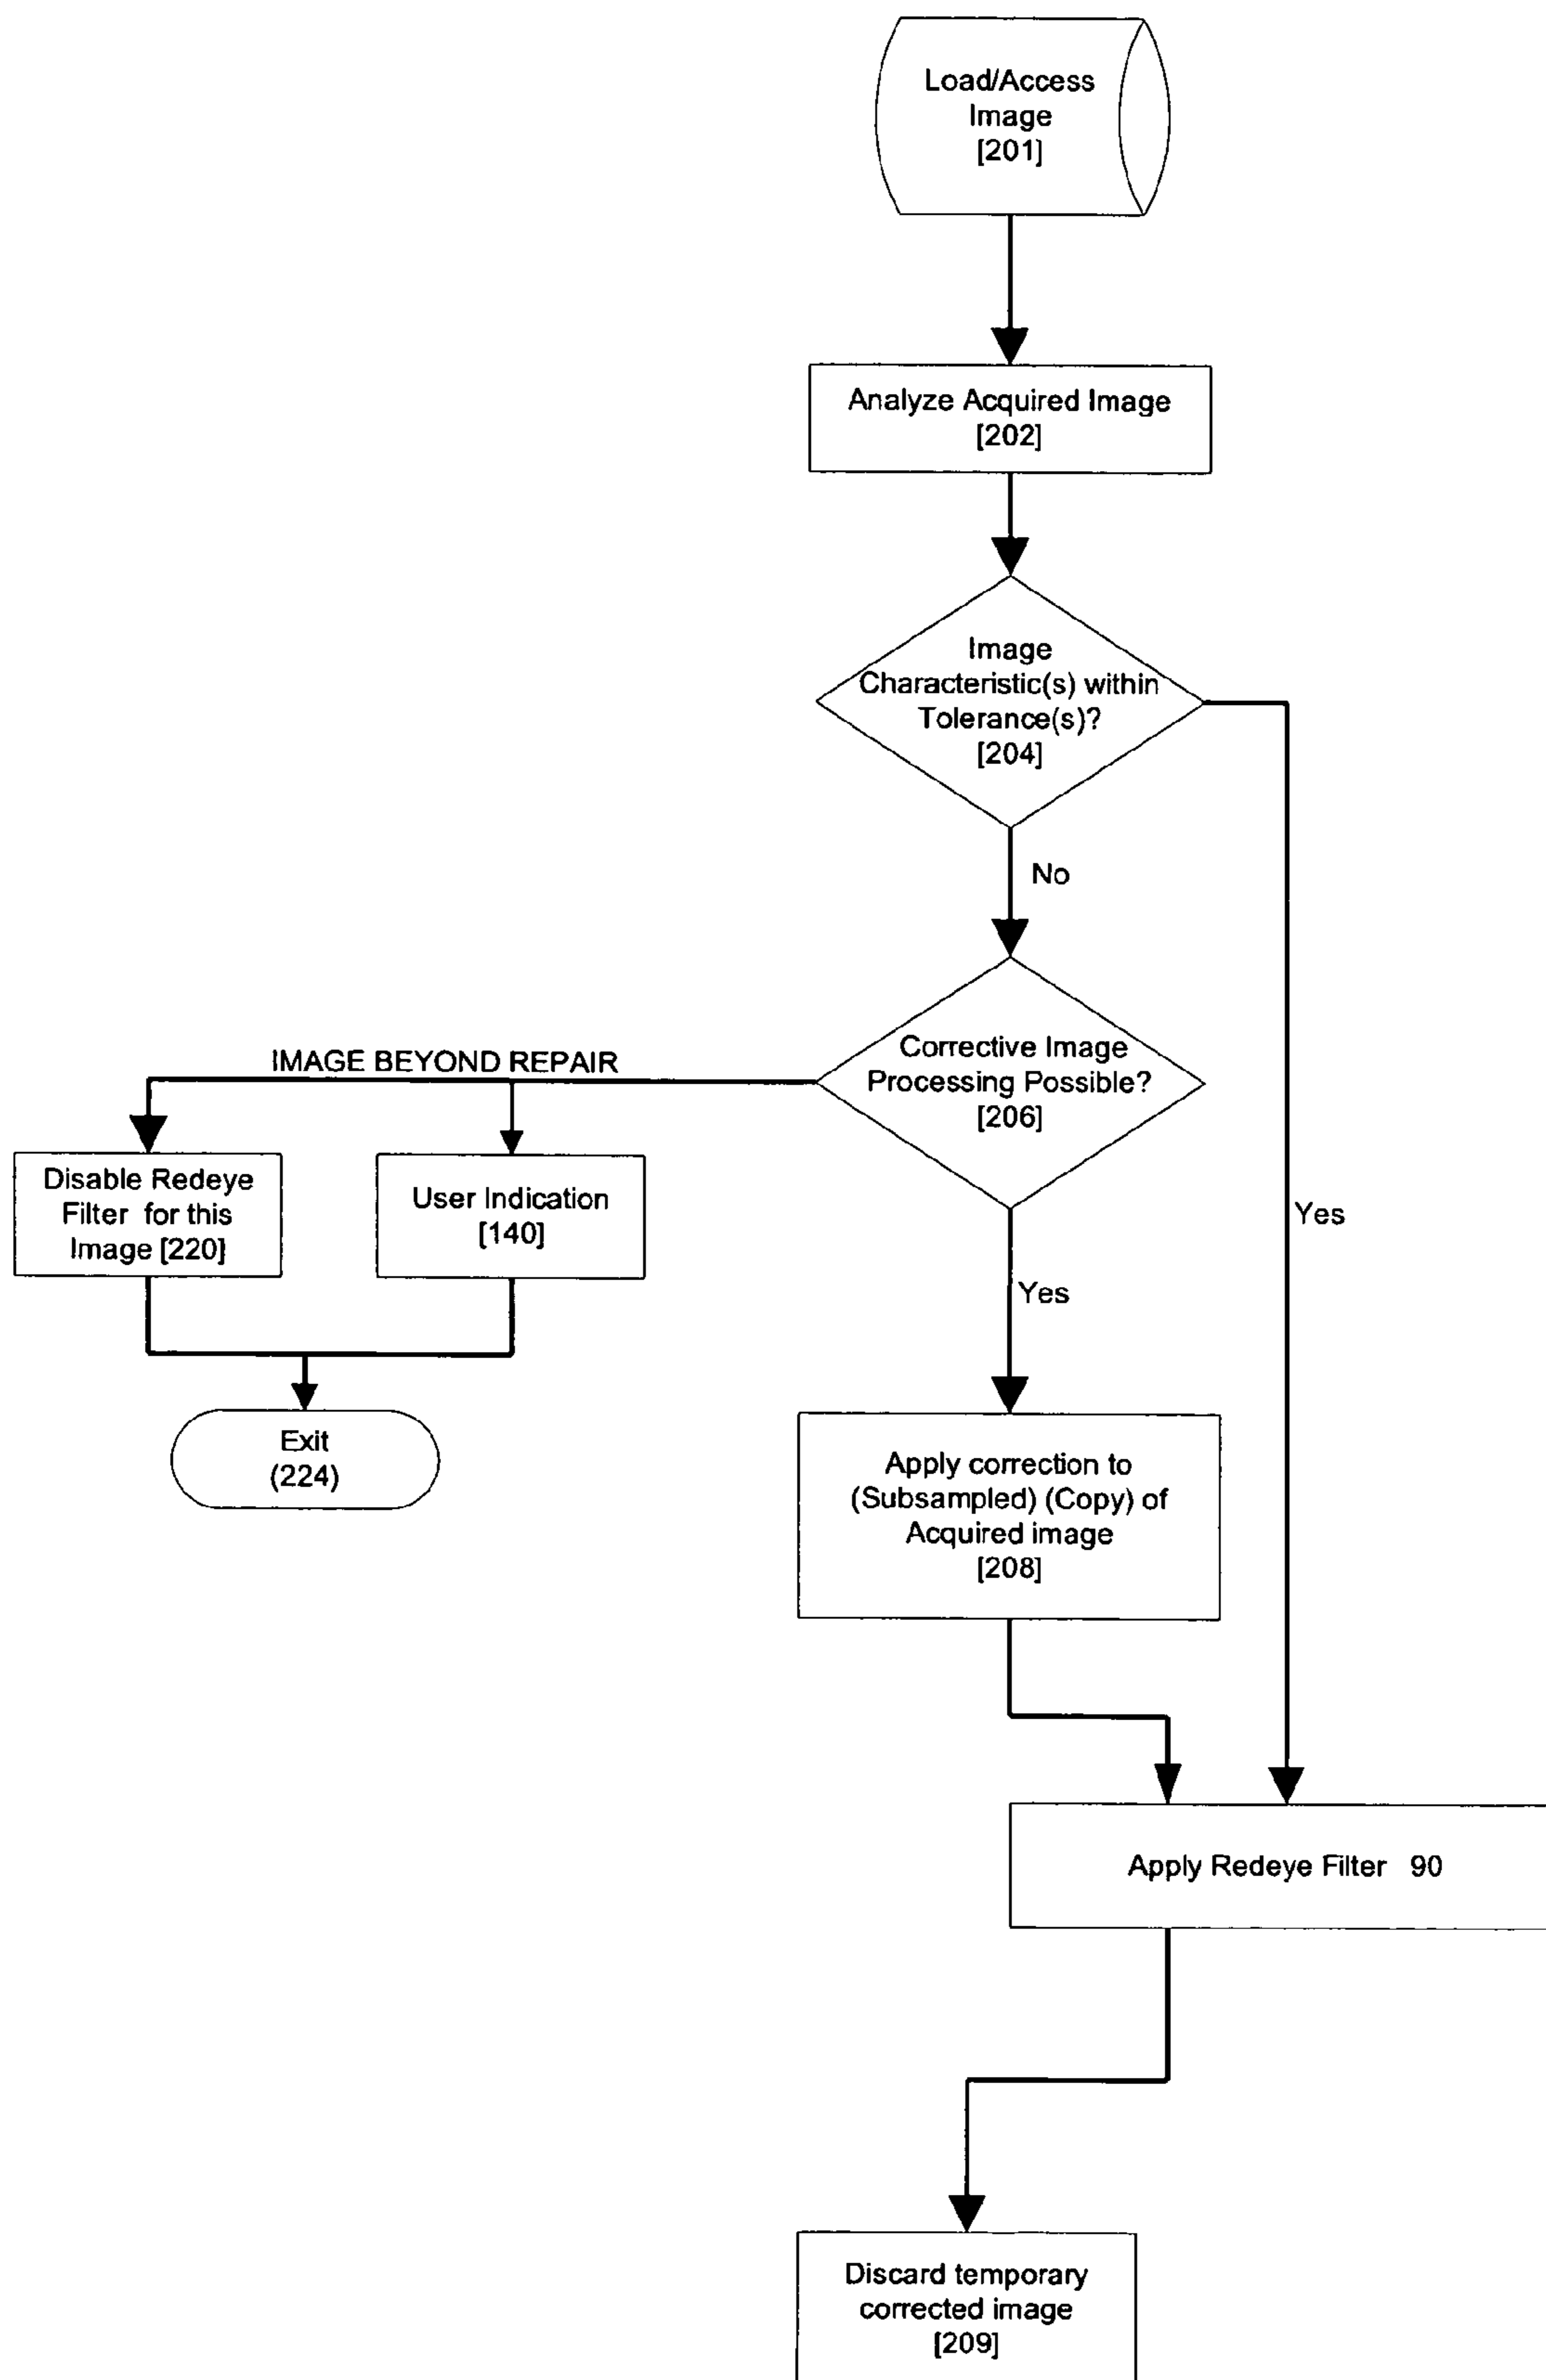 Load/Access
Image
[201]
Analyze Acquired Image
[202]
Image
Characteristic(s) within
Tolerance(s)?
[204]
No
Corrective Image
Processing Possible?
[206]
IMAGE BEYOND REPAIR
Disable Redeye
Filter for this
Image [220]
User Indication
[140]
Yes
Yes
Exit
(224)
Apply correction to
(Subsampled) (Copy) of
Acquired image
[208]
Apply Redeye Filter 90
Discard temporary
corrected image
[209]